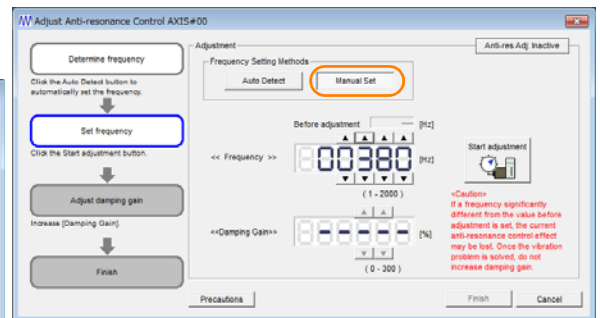 Adjust Anti-resonance Control AXIS#00
Determine frequency
Click the Auto Detect button to
automatically set the frequency.
Set frequency
Click the Start adjustment button.
Adjust damping gain
Increase [Damping Gain].
Finish
Adjustment
Anti-res Adj: Inactive
Frequency Setting Methods
Auto Detect
Manual Set
Before adjustment
--- [Hz]
<< Frequency >>
00380
[Hz]
(1 - 2000)
Start adjustment
<<Damping Gain>>
------
[%]
(0 - 300)
<Caution>
If a frequency significantly
different from the value before
adjustment is set, the current
anti-resonance control effect
may be lost. Once the vibration
problem is solved, do not
increase damping gain.
Precautions
Finish
Cancel